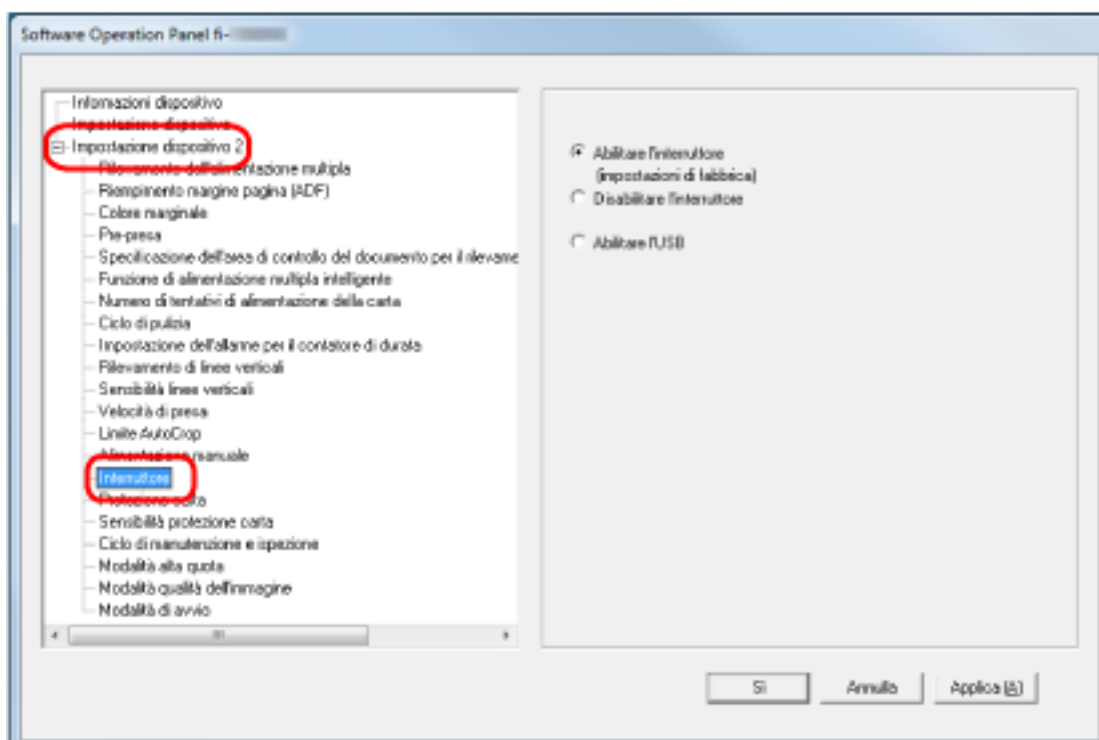 Software Operation Panel fi-
Informazioni dispositivo
Impostazione dispositivo
Impostazione dispositivo 2
Rilevamento dell'alimentazione multipla
Riempimento margine pagina (ADF)
Colore marginale
Pre-presa
Specificazione dell'area di controllo del documento per il rilevame
Funzione di alimentazione multipla intelligente
Numero di tentativi di alimentazione della carta
Ciclo di pulizia
Impostazione dell'allarme per il contatore di durata
Rilevamento di linee verticali
Sensibilità linee verticali
Velocità di presa
Limite AutoCrop
Alimentazione manuale
Interruttore
Protezione carta
Sensibilità protezione carta
Ciclo di manutenzione e ispezione
Modalità alta quota
Modalità qualità dell'immagine
Modalità di avvio
Abilitare l'interruttore
(impostazioni di fabbrica)
Disabilitare l'interruttore
Abilitare l'USB
Sì Annulla Applica (A)